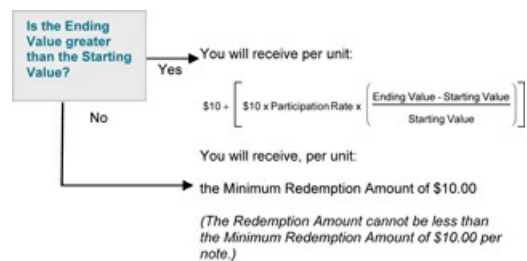 Is the Ending
Value greater
than the Starting
Value?
Yes
You will receive per unit:
$10 + [ $10 x Participation Rate x ( Ending Value - Starting Value
Starting Value ) ]
No
You will receive, per unit:
the Minimum Redemption Amount of $10.00
(The Redemption Amount cannot be less than
the Minimum Redemption Amount of $10.00 per
note.)